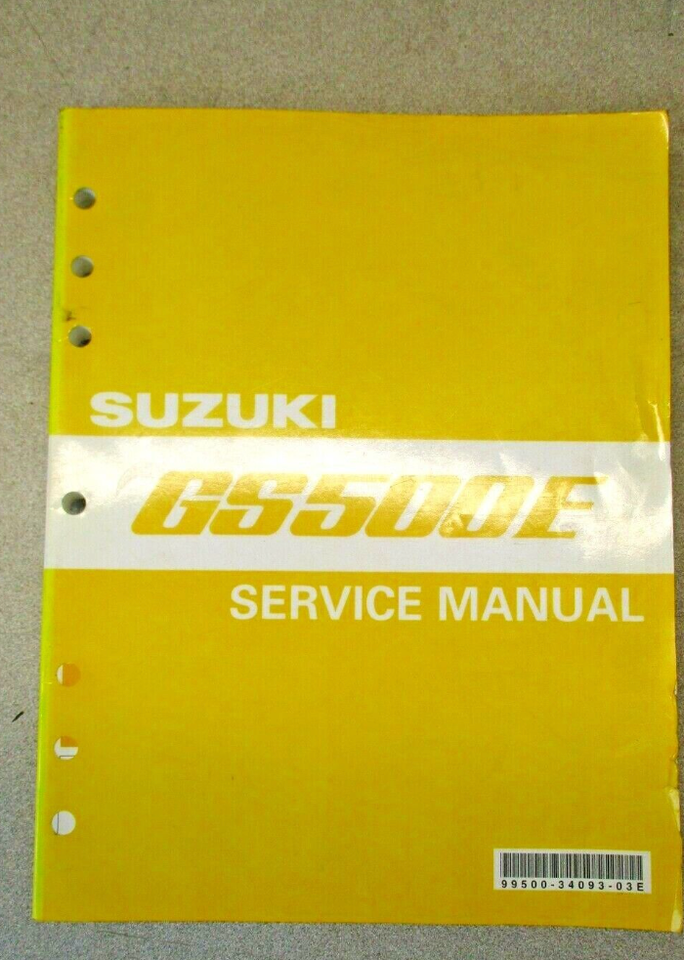 SUZUKI
GS500E
SERVICE MANUAL
99500-34093-03E